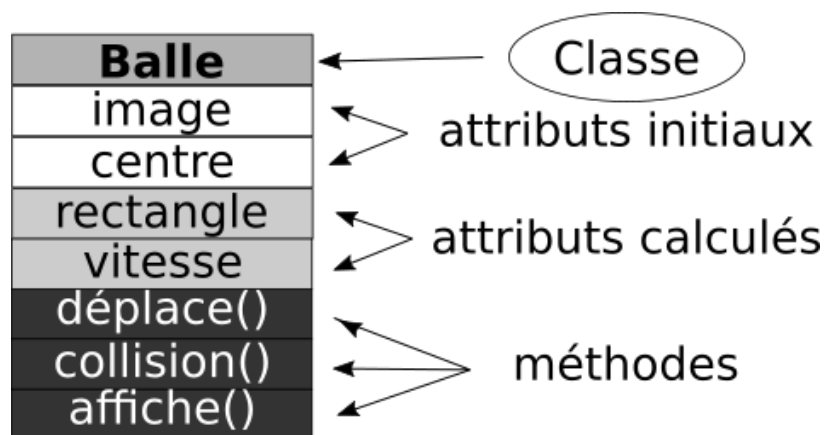 Balle
Classe
image
attributs initiaux
centre
rectangle
attributs calculés
vitesse
déplace()
collision()
méthodes
affiche()